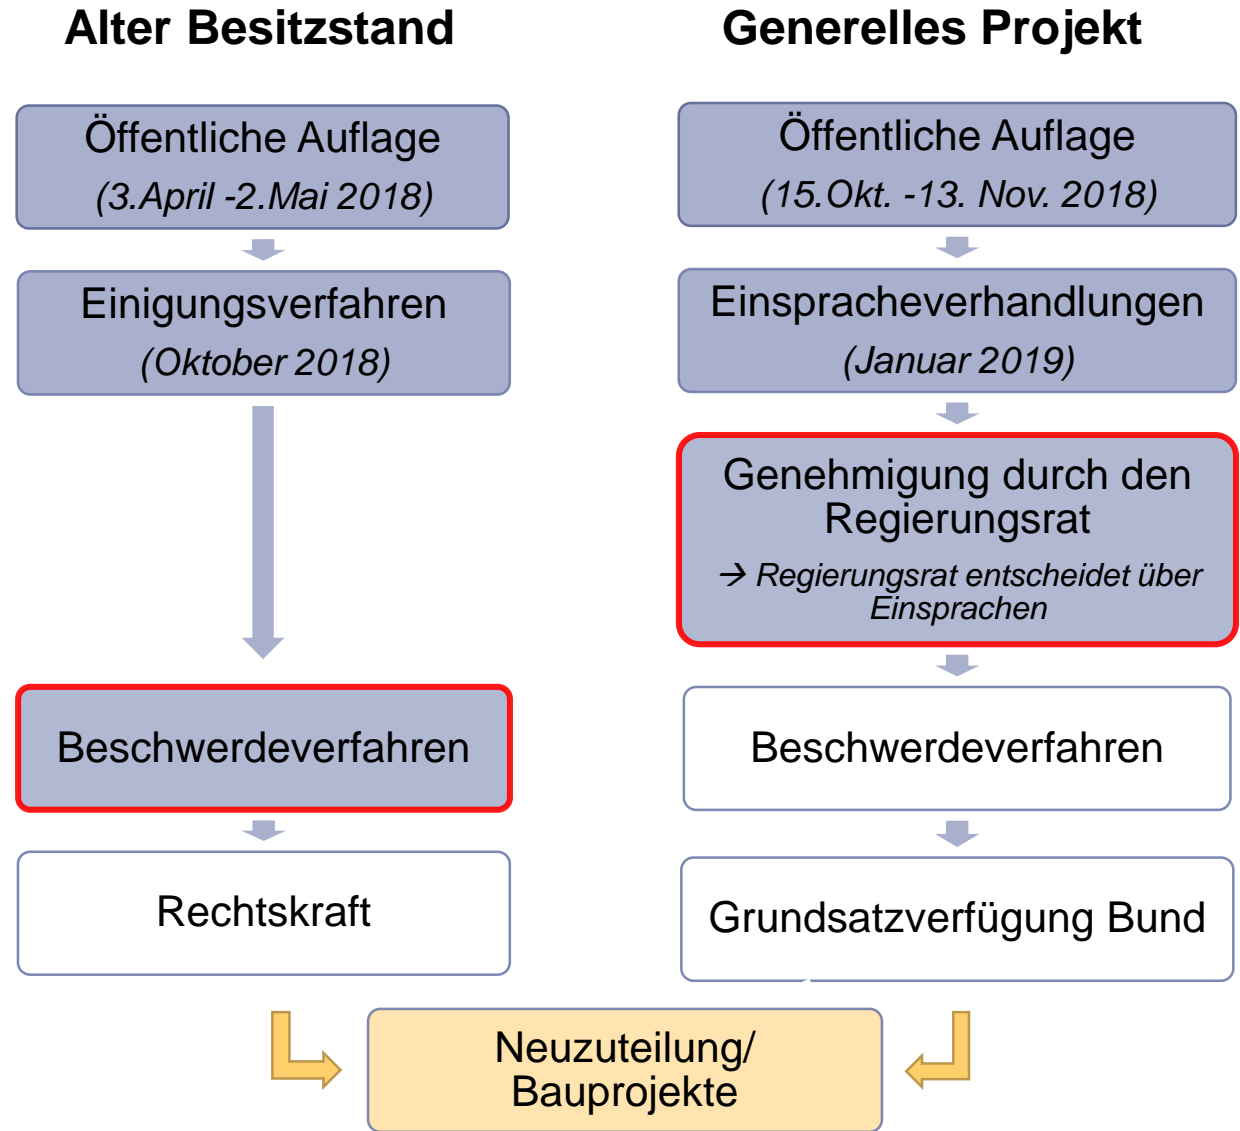 Alter Besitzstand
Öffentliche Auflage
(3.April -2.Mai 2018)
Einigungsverfahren
(Oktober 2018)
Beschwerdeverfahren
Rechtskraft
Generelles Projekt
Öffentliche Auflage
(15.Okt. -13. Nov. 2018)
Einspracheverhandlungen
(Januar 2019)
Genehmigung durch den
Regierungsrat
→ Regierungsrat entscheidet über
Einsprachen
Beschwerdeverfahren
Grundsatzverfügung Bund
Neuzuteilung/
Bauprojekte